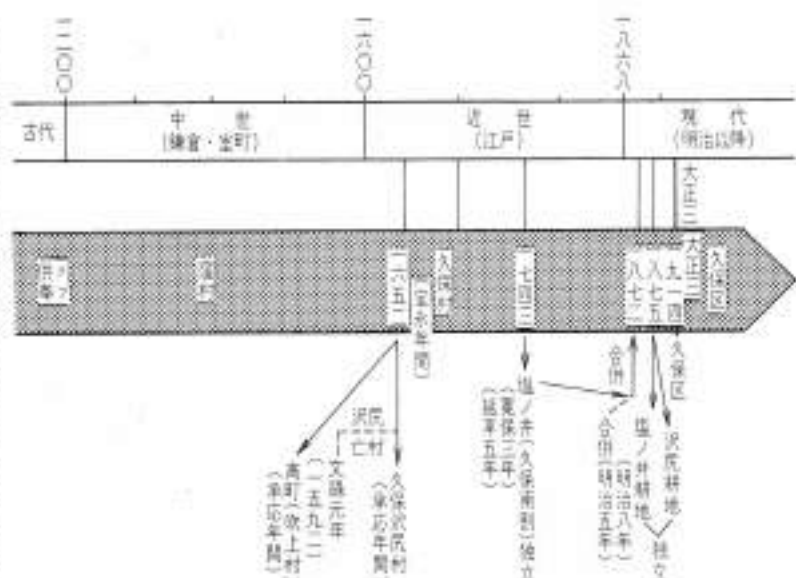 一二〇〇
一六〇〇
一八六八
古代
中世
(鎌倉・室町)
近世
(江戸)
現代
(明治以降)
大正三
窪村
一六五二
(宝永年間)
久保村
一七四三
一八七二
一八七五
一九一四
大正三
久保区
久保区
高町(吹上村)
(承応年間)
文禄元年
(一五九二)
沢尻
亡村
久保沢尻村
(承応年間)
塩ノ井(久保南割)独立
(寛保三年)
(延享五年)
合併
合併(明治五年)
(明治八年)
塩ノ井耕地
沢尻耕地
独立